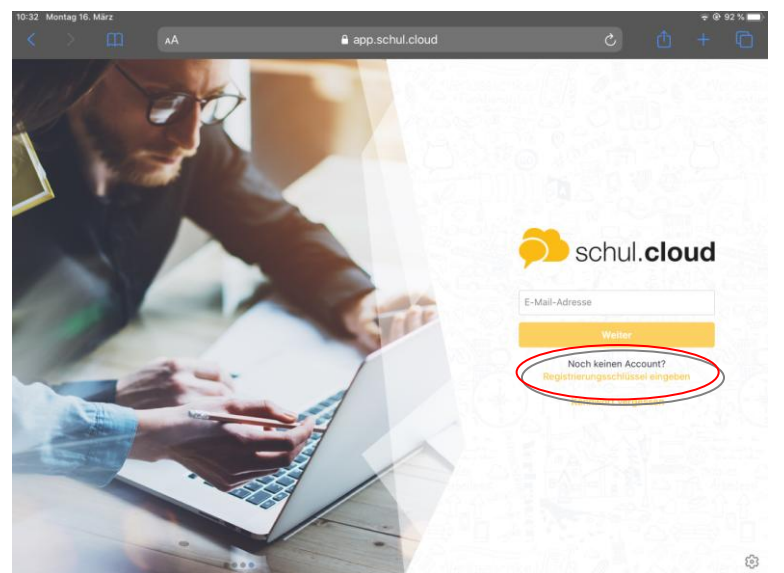 10:32 Montag 16. März
92 %
AA
app.schul.cloud
schul.cloud
E-Mail-Adresse
Weiter
Noch keinen Account?
Registrierungsschlüssel eingeben